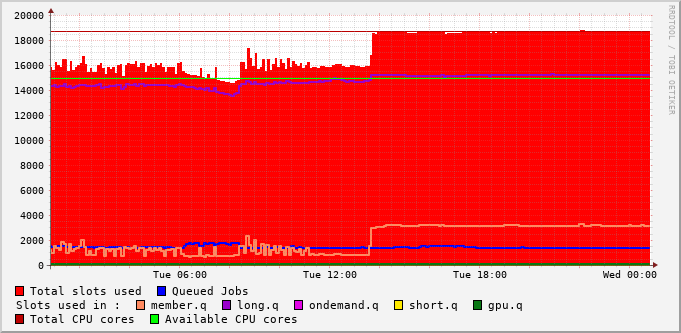 20000
18000
16000
14000
12000
10000
8000
6000
4000
2000
0
Tue 06:00 Tue 12:00 Tue 18:00 Wed 00:00
RRDTOOL / TOBI OETIKER
Total slots used Queued Jobs
Slots used in : member.q long.q ondemand.q short.q gpu.q
Total CPU cores Available CPU cores